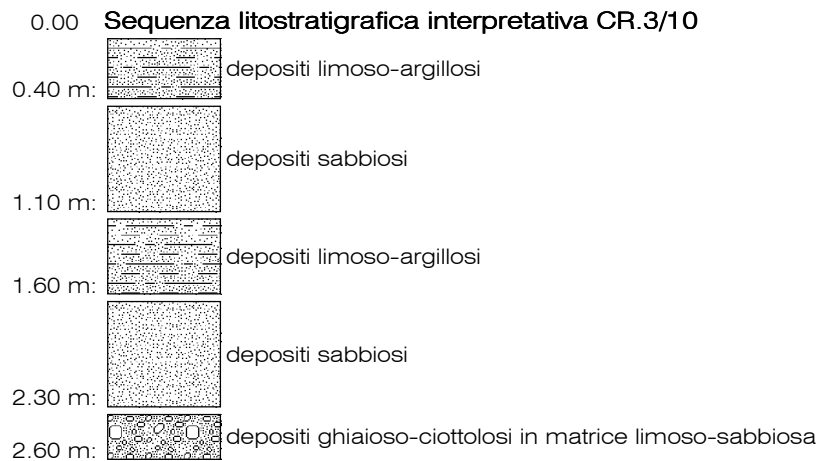 0.00 Sequenza litostratigrafica interpretativa CR.3/10
depositi limoso-argillosi
0.40 m:
depositi sabbiosi
1.10 m:
depositi limoso-argillosi
1.60 m:
depositi sabbiosi
2.30 m:
depositi ghiaioso-ciottolosi in matrice limoso-sabbiosa
2.60 m: